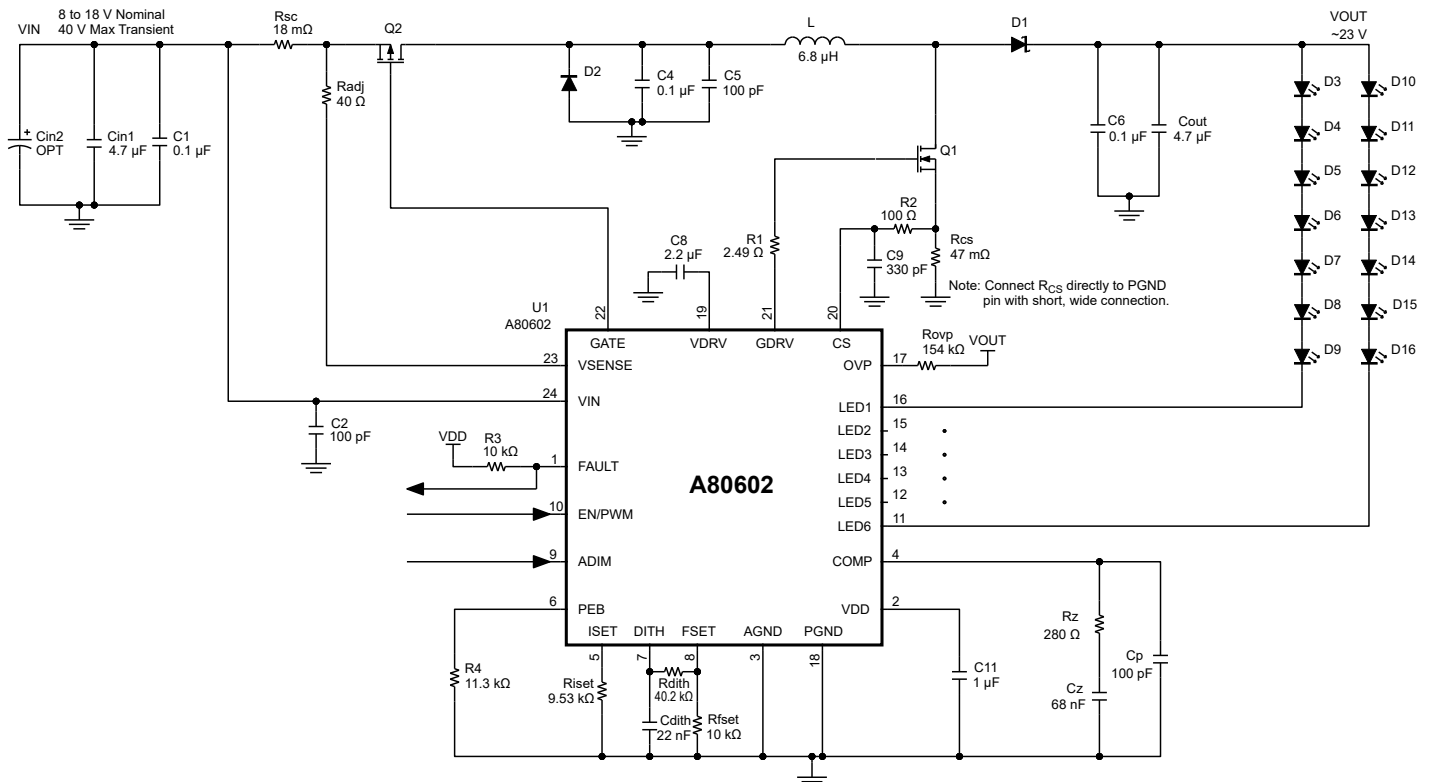 8 to 18 V Nominal
VIN
40 V Max Transient
Rsc
18 mΩ
Q2
L
6.8 µH
D1
VOUT
~23 V
Radj
40 Ω
D2
C4
0.1 µF
C5
100 pF
+
Cin2
OPT
Cin1
4.7 µF
C1
0.1 µF
C6
0.1 µF
Cout
4.7 µF
D3
D4
D5
D6
D7
D8
D9
D10
D11
D12
D13
D14
D15
D16
Q1
R2
100 Ω
R1
2.49 Ω
C9
330 pF
Rcs
47 mΩ
Note: Connect RCS directly to PGND
pin with short, wide connection.
C8
2.2 µF
U1
A80602
22
19
21
20
GATE
VDRV
GDRV
CS
23
VSENSE
24
VIN
C2
100 pF
VDD
R3
10 kΩ
1
FAULT
10
EN/PWM
9
ADIM
6
PEB
A80602
OVP
17
Rovp
154 kΩ
VOUT
LED1
16
LED2
15
LED3
14
LED4
13
LED5
12
LED6
11
COMP
4
VDD
2
ISET
DITH
FSET
AGND
PGND
5
7
8
3
18
R4
11.3 kΩ
Riset
9.53 kΩ
Rdith
40.2 kΩ
Cdith
22 nF
Rfset
10 kΩ
C11
1 µF
Rz
280 Ω
Cz
68 nF
Cp
100 pF